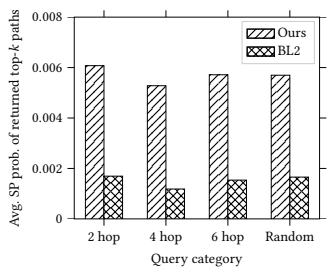 Avg. SP prob. of returned top-k paths
0.008
0.006
0.004
0.002
0
Ours
BL2
2 hop 4 hop 6 hop Random
Query category